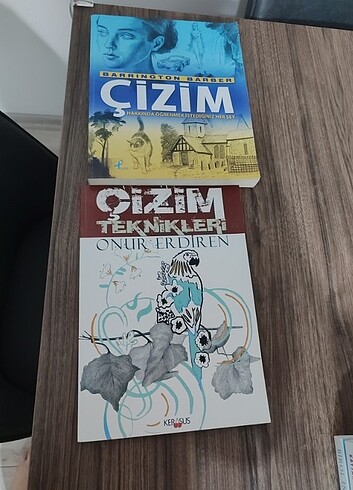 BARRINGTON BARBER
ÇİZİM
HAKKINDA ÖĞRENMEK İSTEDİĞİNİZ HER ŞEY
ÇİZİM
TEKNİKLERİ
ONUR ERDİREN
KERASUS